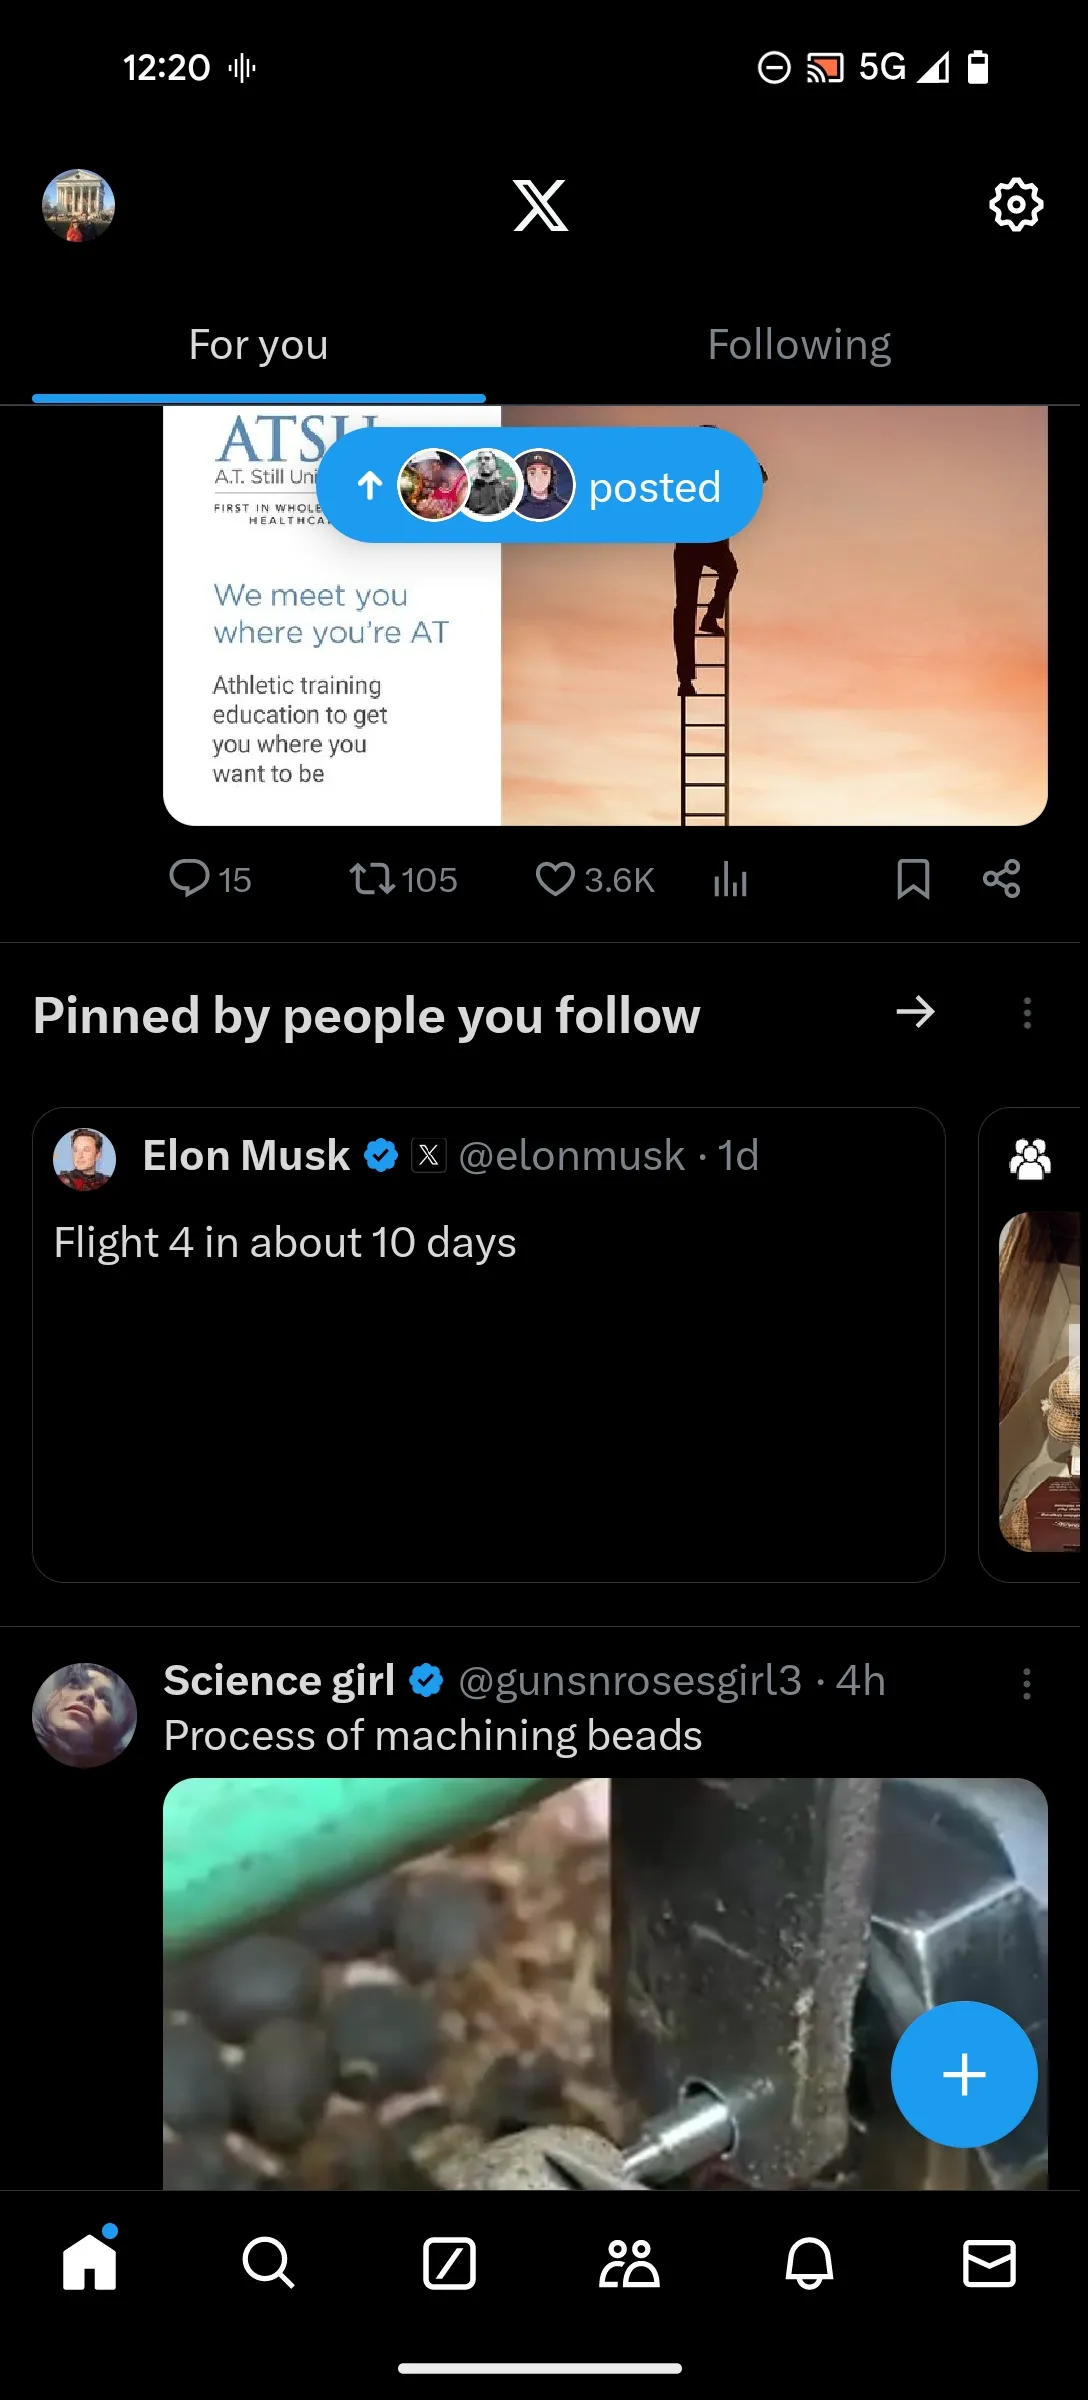 12:20
5G
For you
Following
ATSU
A.T. Still Uni
FIRST IN WHOLE
HEALTHCA
posted
We meet you
where you're AT
Athletic training
education to get
you where you
want to be
15
105
3.6K
Pinned by people you follow
Elon Musk @elonmusk · 1d
Flight 4 in about 10 days
Science girl @gunsnrosesgirl3 · 4h
Process of machining beads